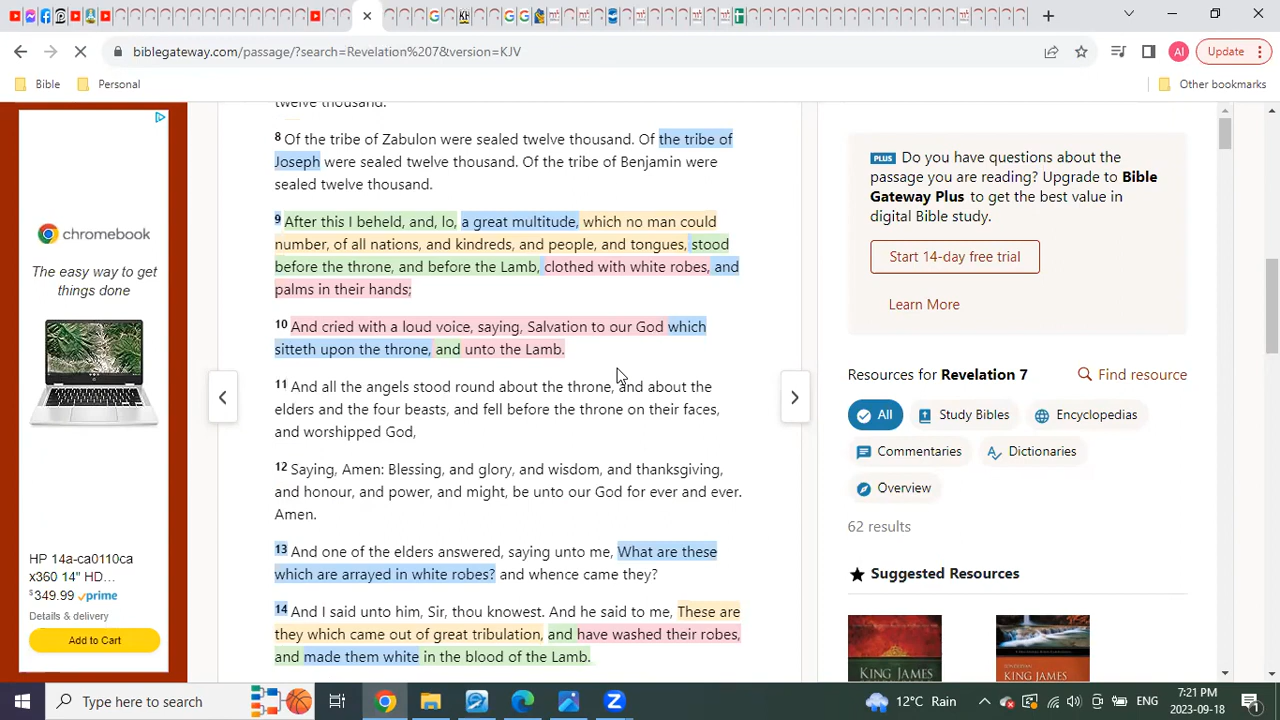 biblegateway.com/passage/?search=Revelation%207&version=KJV
AI
Update
Bible
Personal
Other bookmarks
chromebook
The easy way to get
things done
HP 14a-ca0110ca
x360 14" HD...
$349.99 prime
Details & delivery
Add to Cart
twelve thousand.
8 Of the tribe of Zabulon were sealed twelve thousand. Of the tribe of
Joseph were sealed twelve thousand. Of the tribe of Benjamin were
sealed twelve thousand.
9 After this I beheld, and, lo, a great multitude, which no man could
number, of all nations, and kindreds, and people, and tongues, stood
before the throne, and before the Lamb, clothed with white robes, and
palms in their hands;
10 And cried with a loud voice, saying, Salvation to our God which
sitteth upon the throne, and unto the Lamb.
11 And all the angels stood round about the throne, and about the
elders and the four beasts, and fell before the throne on their faces,
and worshipped God,
12 Saying, Amen: Blessing, and glory, and wisdom, and thanksgiving,
and honour, and power, and might, be unto our God for ever and ever.
Amen.
13 And one of the elders answered, saying unto me, What are these
which are arrayed in white robes? and whence came they?
14 And I said unto him, Sir, thou knowest. And he said to me, These are
they which came out of great tribulation, and have washed their robes,
and made them white in the blood of the Lamb.
PLUS Do you have questions about the
passage you are reading? Upgrade to Bible
Gateway Plus to get the best value in
digital Bible study.
Start 14-day free trial
Learn More
Resources for Revelation 7
Find resource
All
Study Bibles
Encyclopedias
Commentaries
Dictionaries
Overview
62 results
Suggested Resources
KING
JAMES
KING JAMES
Type here to search
12°C Rain
ENG
7:21 PM
2023-09-18
1